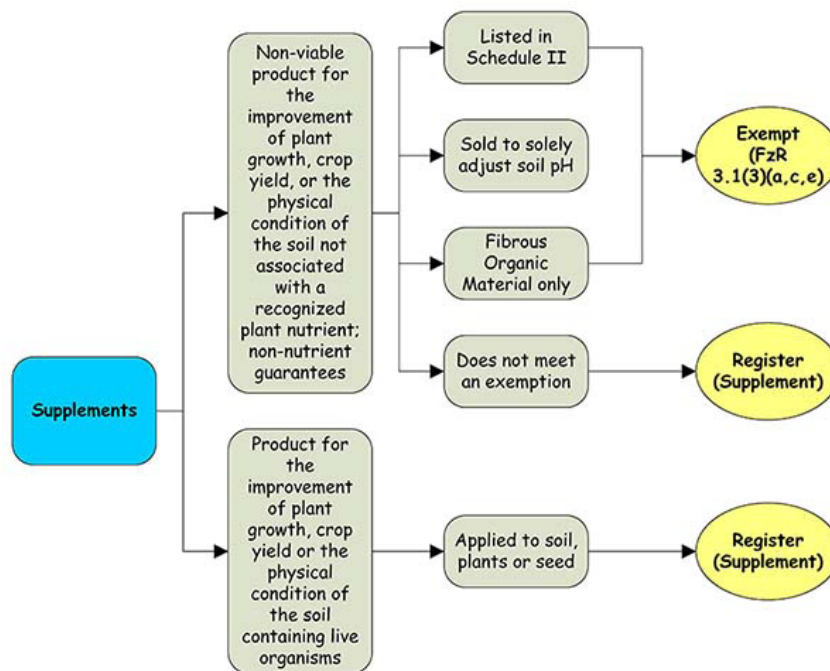 Supplements
Non-viable
product for
the
improvement
of plant
growth, crop
yield, or the
physical
condition of
the soil not
associated
with a
recognized
plant nutrient;
non-nutrient
guarantees
Listed in
Schedule II
Sold to solely
adjust soil pH
Fibrous
Organic
Material only
Exempt
(FzR
3.1(3)(a,c,e)
Does not meet
an exemption
Register
(Supplement)
Product for
the
improvement
of plant
growth, crop
yield or the
physical
condition of
the soil
containing live
organisms
Applied to soil,
plants or seed
Register
(Supplement)